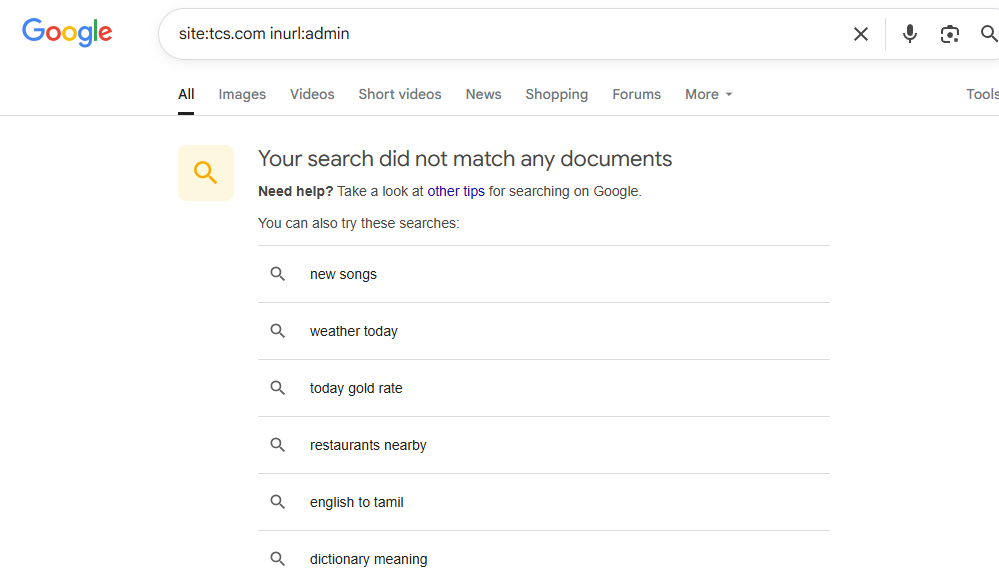 Google
site:tcs.com inurl:admin
All Images Videos Short videos News Shopping Forums More Tools
Your search did not match any documents
Need help? Take a look at other tips for searching on Google.
You can also try these searches:
new songs
weather today
today gold rate
restaurants nearby
english to tamil
dictionary meaning